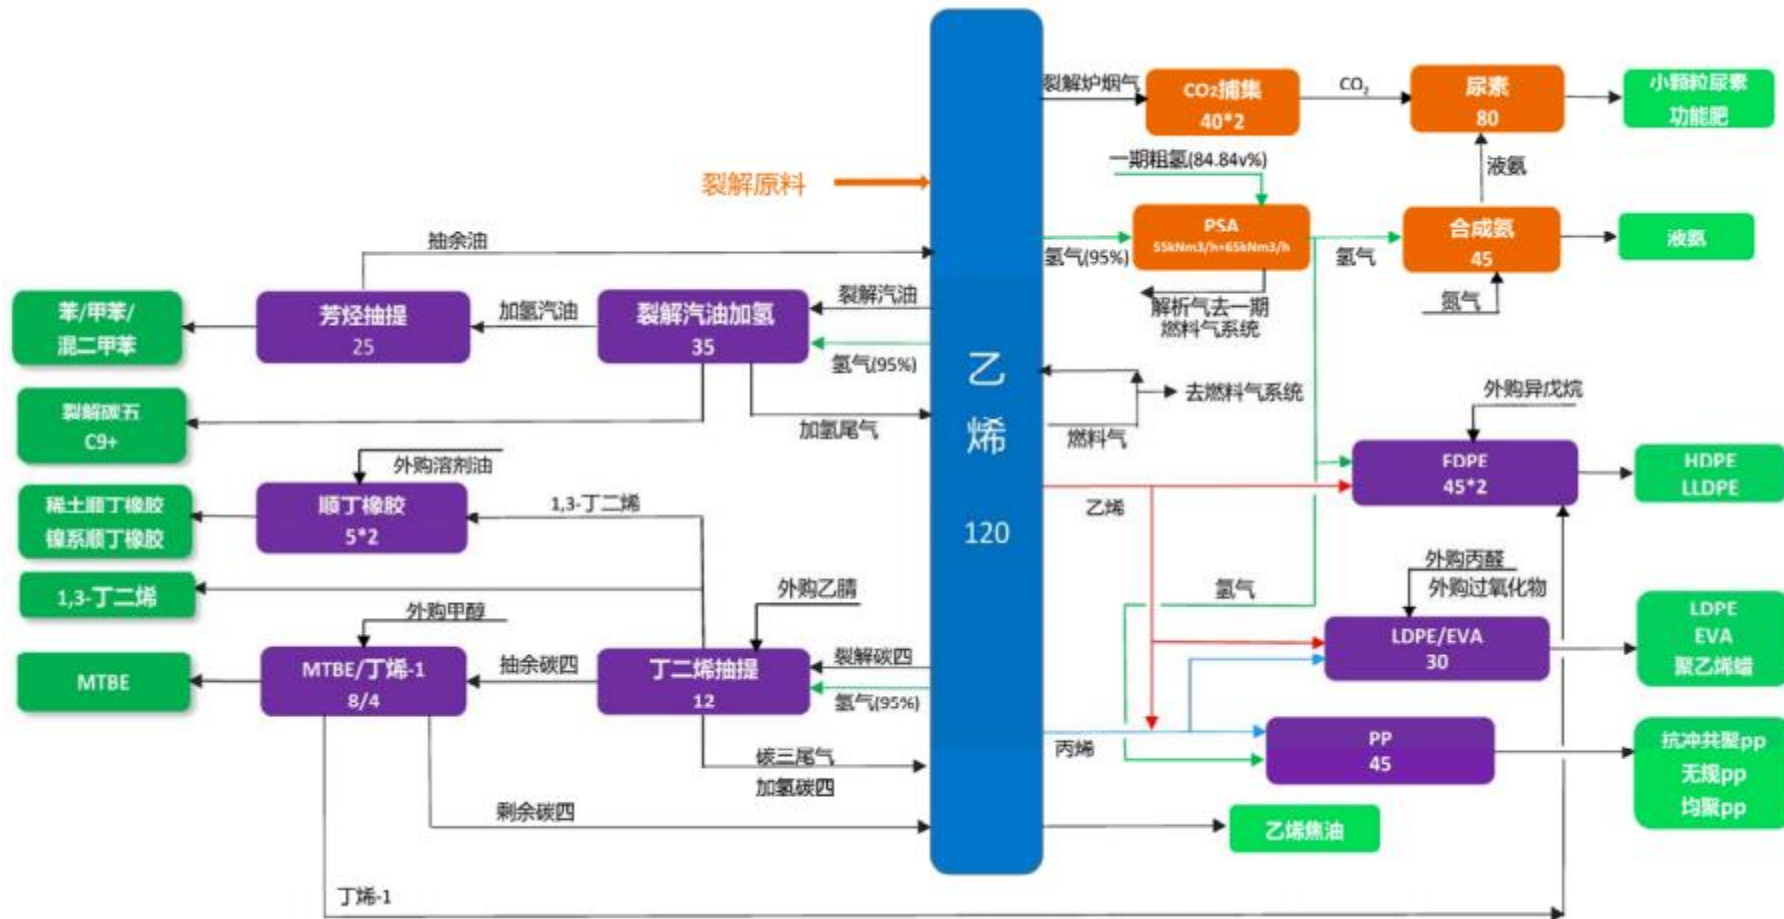 裂解炉烟气
CO₂捕集
40*2
CO₂
尿素
80
小颗粒尿素
功能肥
一期粗氢(84.84v%)
液氨
裂解原料
PSA
55kNm3/h+65kNm3/h
合成氨
45
液氨
抽余油
氢气(95%)
氢气
解析气去一期
燃料气系统
氮气
苯/甲苯/
混二甲苯
芳烃抽提
25
加氢汽油
裂解汽油加氢
35
裂解汽油
氢气(95%)
乙
烯
120
去燃料气系统
燃料气
外购异戊烷
裂解碳五
C9+
加氢尾气
外购溶剂油
FDPE
45*2
HDPE
LLDPE
稀土顺丁橡胶
镍系顺丁橡胶
顺丁橡胶
5*2
1,3-丁二烯
乙烯
1,3-丁二烯
外购甲醇
外购乙腈
氢气
外购丙醛
外购过氧化物
LDPE/EVA
30
LDPE
EVA
聚乙烯蜡
MTBE
MTBE/丁烯-1
8/4
抽余碳四
丁二烯抽提
12
裂解碳四
氢气(95%)
丙烯
PP
45
抗冲共聚pp
无规pp
均聚pp
碳三尾气
加氢碳四
剩余碳四
乙烯焦油
丁烯-1